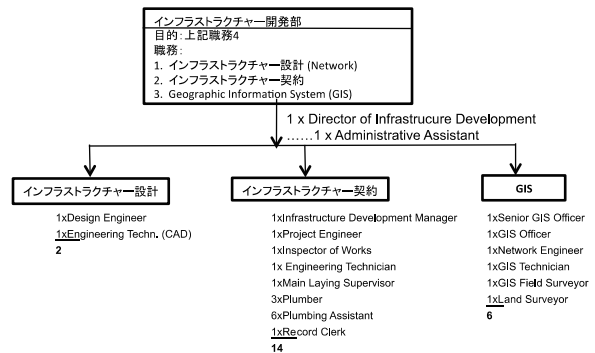 インフラストラクチャー開発部
目的:上記職務4
職務:
1. インフラストラクチャー設計 (Network)
2. インフラストラクチャー契約
3. Geographic Information System (GIS)
1 x Director of Infrastrucure Development
……1 x Administrative Assistant
インフラストラクチャー設計
1xDesign Engineer
1xEngineering Techn. (CAD)
2
インフラストラクチャー契約
1xInfrastructure Development Manager
1xProject Engineer
1xInspector of Works
1x Engineering Technician
1xMain Laying Supervisor
3xPlumber
6xPlumbing Assistant
1xRecord Clerk
14
GIS
1xSenior GIS Officer
1xGIS Officer
1xNetwork Engineer
1xGIS Technician
1xGIS Field Surveyor
1xLand Surveyor
6